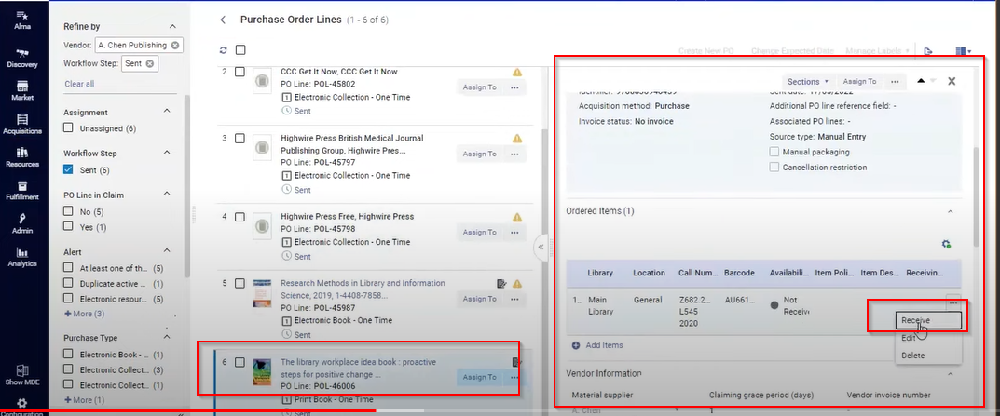 Alma
Discovery
Market
Acquisitions
Resources
Fulfillment
Admin
Analytics
Show MDE
Refine by
Vendor: A. Chen Publishing
Workflow Step: Sent
Clear all
Assignment
Unassigned (6)
Workflow Step
Sent (6)
PO Line in Claim
No (5)
Yes (1)
Alert
At least one of th... (5)
Duplicate active ... (1)
Electronic resour... (5)
+ More (3)
Purchase Type
Electronic Book - ... (1)
Electronic Collect... (3)
Electronic Collect... (1)
+ More (1)
Purchase Order Lines (1 - 6 of 6)
Create New PO Change Expected Date Manage Labels
2 CCC Get It Now, CCC Get It Now
PO Line: POL-45802
Electronic Collection - One Time
Sent
Assign To ...
3 Highwire Press British Medical Journal
Publishing Group, Highwire Pres...
PO Line: POL-45797
Electronic Collection - One Time
Sent
Assign To ...
4 Highwire Press Free, Highwire Press
PO Line: POL-45798
Electronic Collection - One Time
Sent
Assign To ...
5 Research Methods in Library and Information
Science, 2019, 1-4408-7858...
PO Line: POL-45987
Electronic Book - One Time
Sent
Assign To ...
6 The library workplace idea book : proactive
steps for positive change ...
PO Line: POL-46006
Print Book - One Time
Assign To ...
Sections Assign To ...
Acquisition method: Purchase
Invoice status: No invoice
Additional PO line reference field: -
Associated PO lines: -
Source type: Manual Entry
Manual packaging
Cancellation restriction
Ordered Items (1)
Library Location Call Num... Barcode Availabili... Item Poli... Item Des... Receivin...
1... Main Library General Z682.2... L545 2020 AU661... Not Receive
Receive
Edit
Delete
Add Items
Vendor Information
Material supplier Claiming grace period (days) Vendor invoice number
A. Chen 1